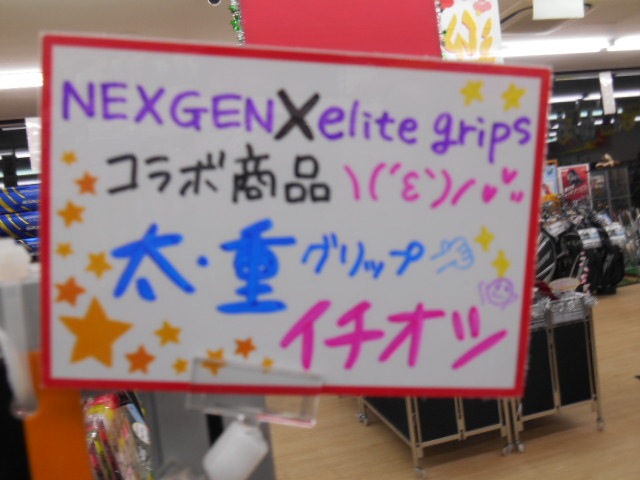 NEXGEN X elite grips
コラボ商品 \(´ε`)/
太・重グリップ
イチオシ